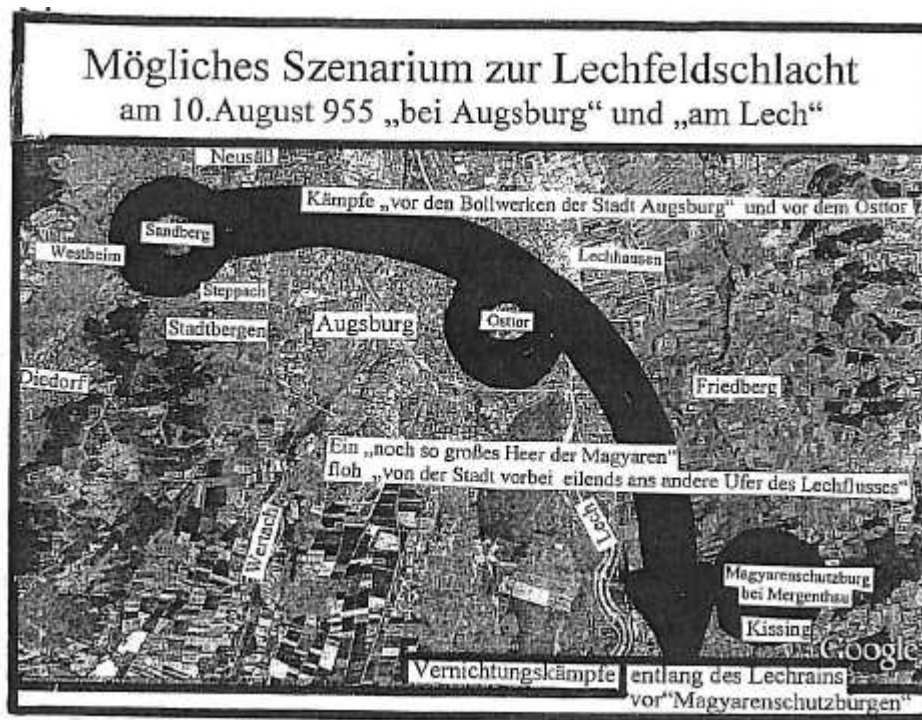 Mögliches Szenarium zur Lechfeldschlacht
am 10.August 955 „bei Augsburg“ und „am Lech“
Neusäß
Kämpfe „vor den Bollwerken der Stadt Augsburg“ und vor dem Osttor
Sandberg
Westheim
Lechhausen
Steppach
Stadtbergen
Augsburg
Osttor
Diedorf
Friedberg
Ein „noch so großes Heer der Magyaren“
floh „von der Stadt vorbei eilends ans andere Ufer des Lechflusses“
Wertach
Lech
Magyarenschutzburg
bei Mergenthau
Kissing
Google
Vernichtungskämpfe entlang des Lechrains
vor“Magyarenschutzburgen“